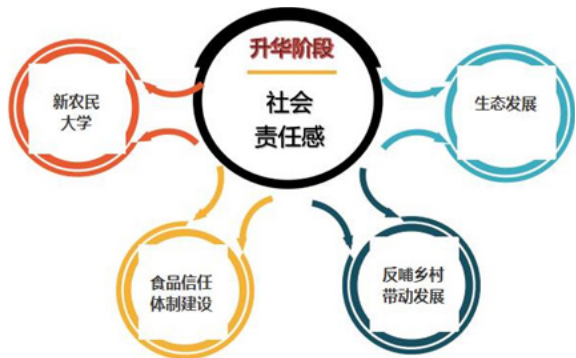 升华阶段
社会
责任感
新农民
大学
生态发展
食品信任
体制建设
反哺乡村
带动发展